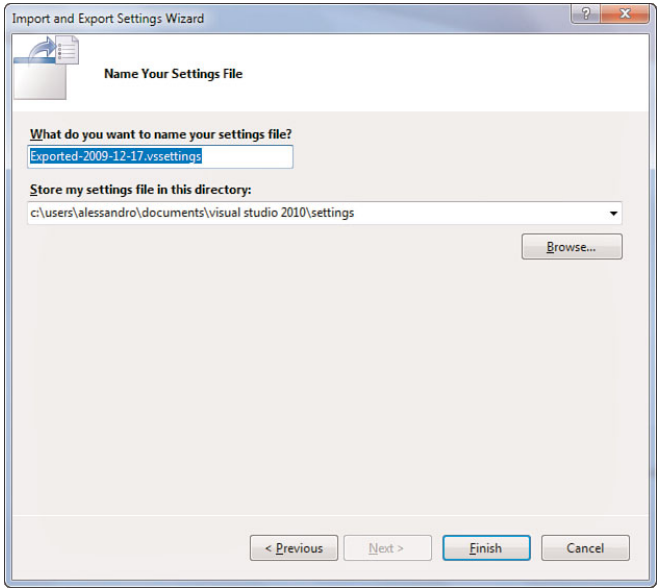 Import and Export Settings Wizard
?
X
Name Your Settings File
What do you want to name your settings file?
Exported-2009-12-17.vssettings
Store my settings file in this directory:
c:\users\alessandro\documents\visual studio 2010\settings
Browse...
< Previous
Next >
Finish
Cancel